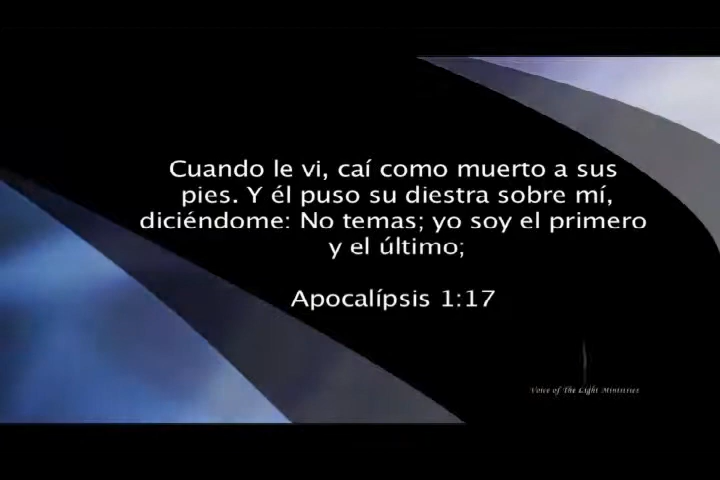 Cuando le vi, caí como muerto a sus
pies. Y él puso su diestra sobre mí,
diciéndome: No temas; yo soy el primero
y el último;
Apocalípsis 1:17
Voice of The Light Ministries